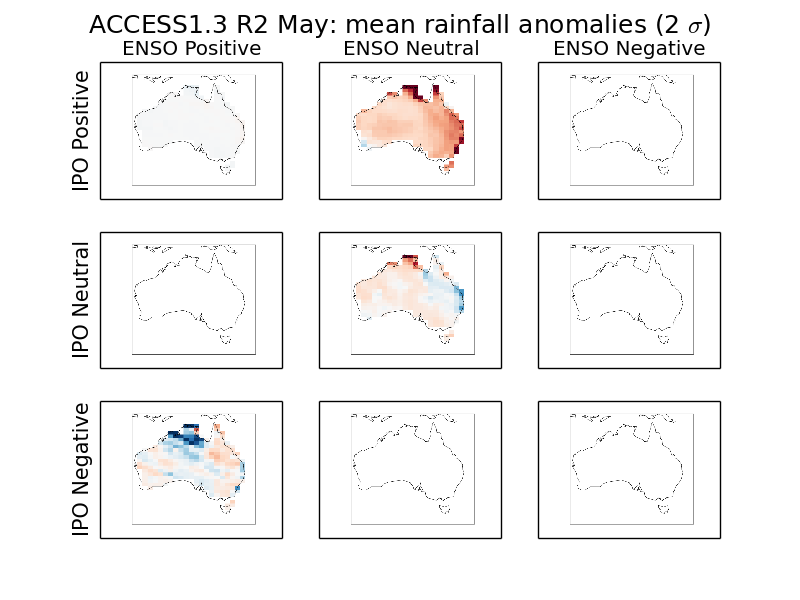 ACCESS1.3 R2 May: mean rainfall anomalies (2 σ)
ENSO Positive ENSO Neutral ENSO Negative
IPO Positive
IPO Neutral
IPO Negative